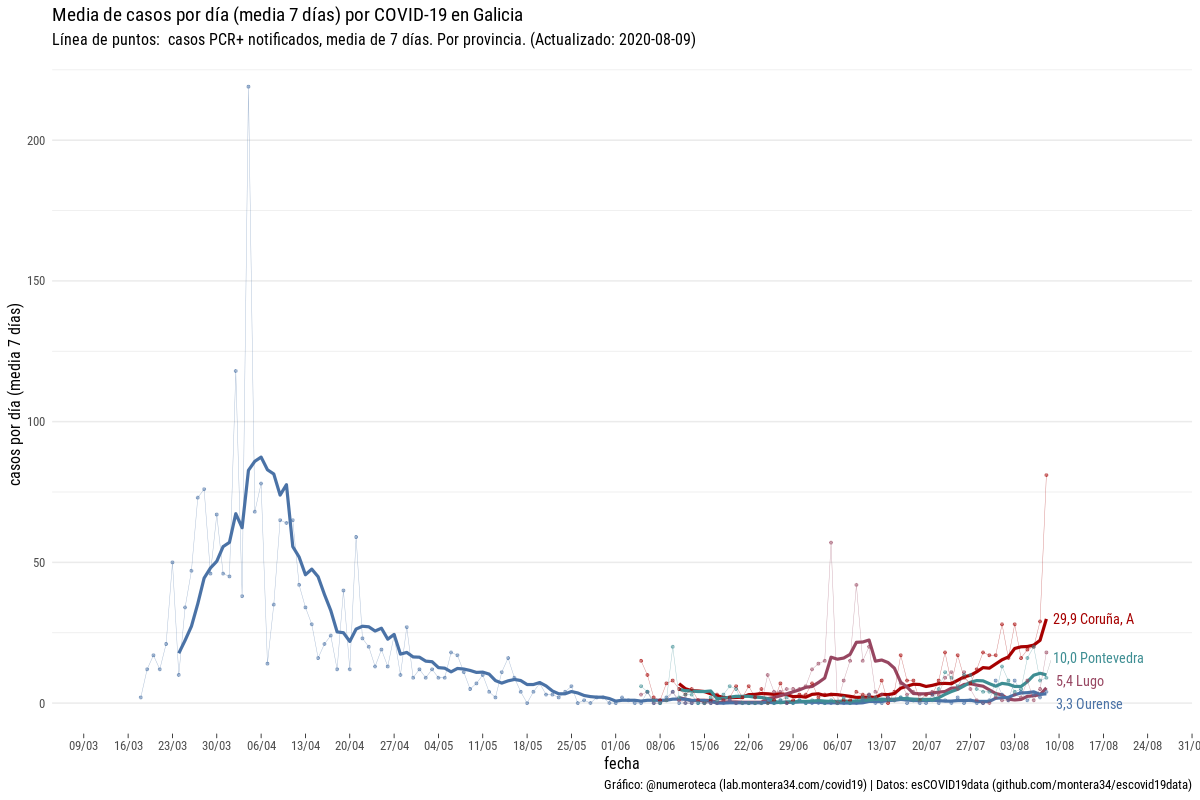 Media de casos por día (media 7 días) por COVID-19 en Galicia
Línea de puntos:  casos PCR+ notificados, media de 7 días. Por provincia. (Actualizado: 2020-08-09)
casos por día (media 7 días)
200
150
100
50
0
29,9 Coruña, A
10,0 Pontevedra
5,4 Lugo
3,3 Ourense
09/03 16/03 23/03 30/03 06/04 13/04 20/04 27/04 04/05 11/05 18/05 25/05 01/06 08/06 15/06 22/06 29/06 06/07 13/07 20/07 27/07 03/08 10/08 17/08 24/08 31/0
fecha
Gráfico: @numeroteca (lab.montera34.com/covid19) | Datos: esCOVID19data (github.com/montera34/escovid19data)